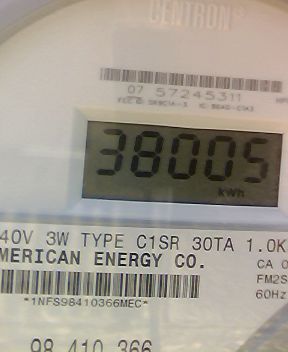 CENTRON®
07 57245311
38005
kWh
40V 3W TYPE C1SR 30TA 1.0K
MERICAN ENERGY CO.
CA 0
FM2S
60Hz
*1NFS98410366MEC*
98 410 366